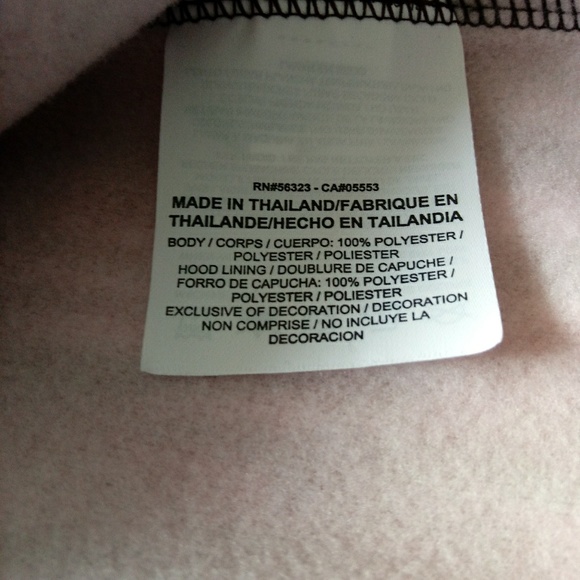 RN#56323 - CA#05553
MADE IN THAILAND/FABRIQUE EN
THAILANDE/HECHO EN TAILANDIA
BODY / CORPS / CUERPO: 100% POLYESTER /
POLYESTER / POLIESTER
HOOD LINING / DOUBLURE DE CAPUCHE /
FORRO DE CAPUCHA: 100% POLYESTER /
POLYESTER / POLIESTER
EXCLUSIVE OF DECORATION / DECORATION
NON COMPRISE / NO INCLUYE LA
DECORACION